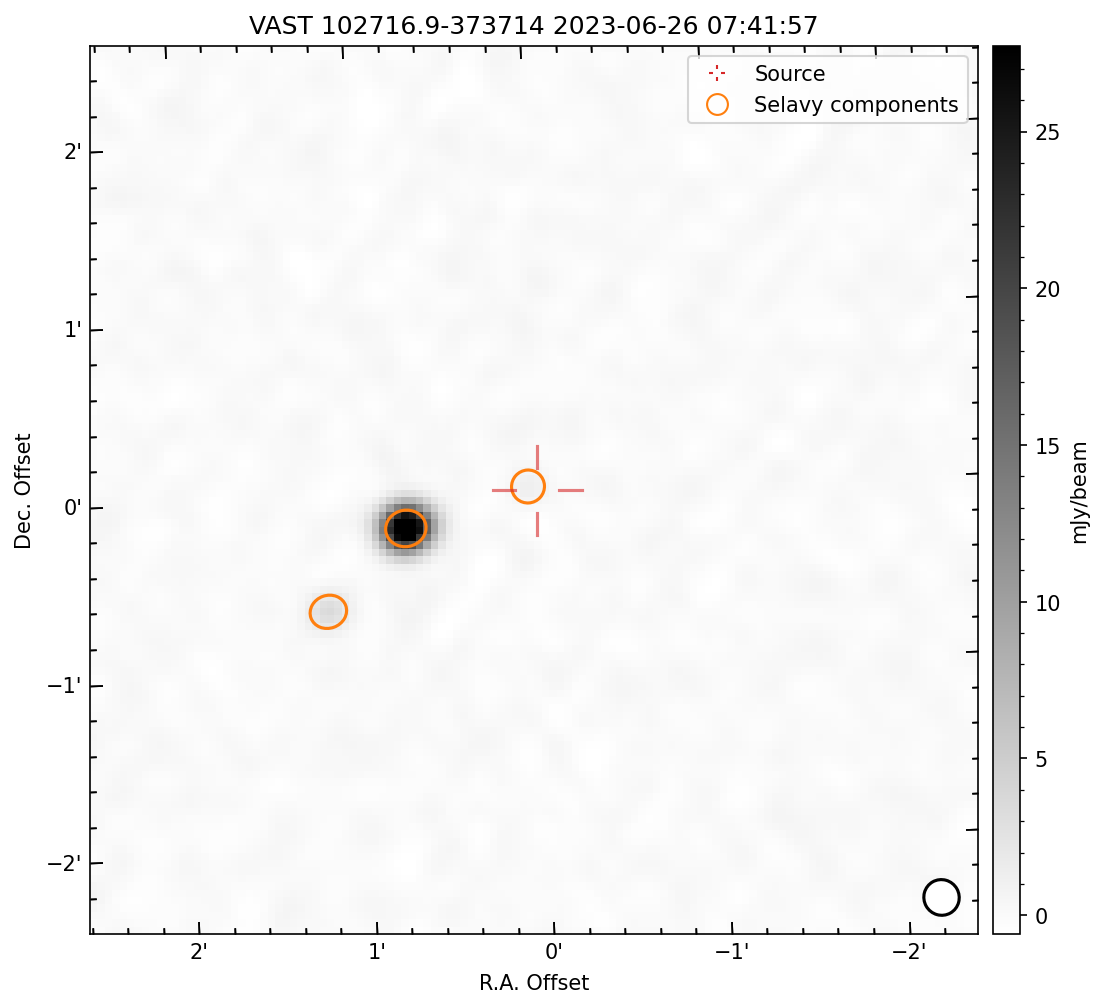 VAST 102716.9-373714 2023-06-26 07:41:57
Source
Selavy components
2'
1'
0'
−1'
−2'
Dec. Offset
2'
1'
0'
−1'
−2'
R.A. Offset
25
20
15
10
5
0
mJy/beam